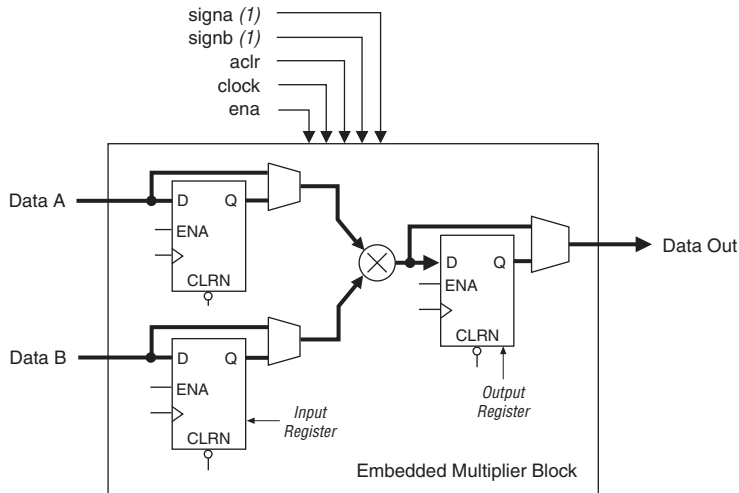 signa (1)
signb (1)
aclr
clock
ena
Data A
D Q
ENA
CLRN
Data Out
D Q
ENA
CLRN
Data B
D Q
ENA
CLRN
Input
Register
Output
Register
Embedded Multiplier Block